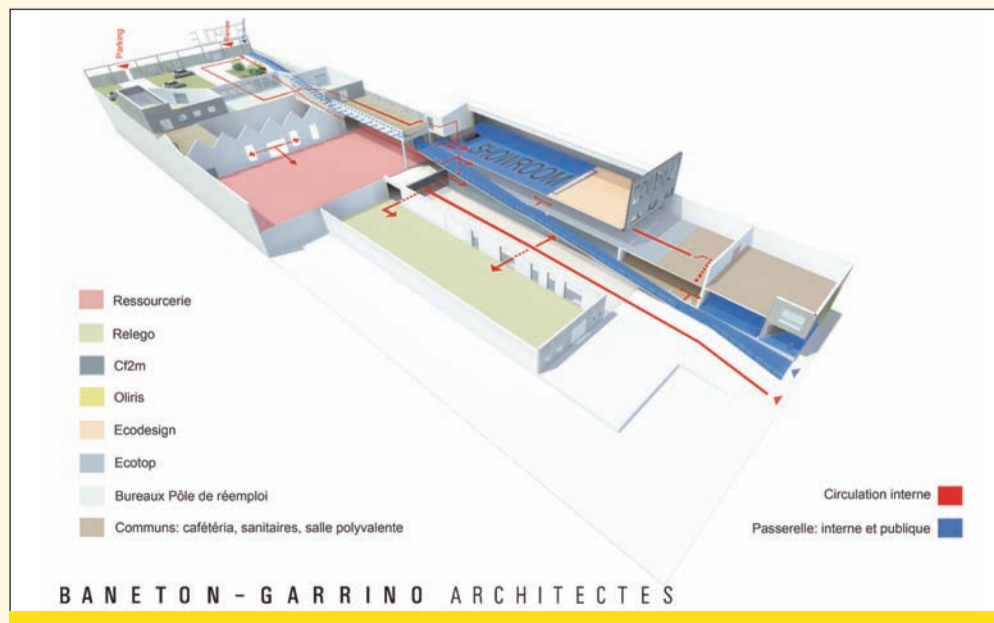 Parking
SHOWROOM
Ressourcerie
Relego
Cf2m
Oliris
Ecodesign
Ecotop
Bureaux Pôle de réemploi
Communs: cafétéria, sanitaires, salle polyvalente
Circulation interne
Passerelle: interne et publique
BANETON-GARRINO ARCHITECTES